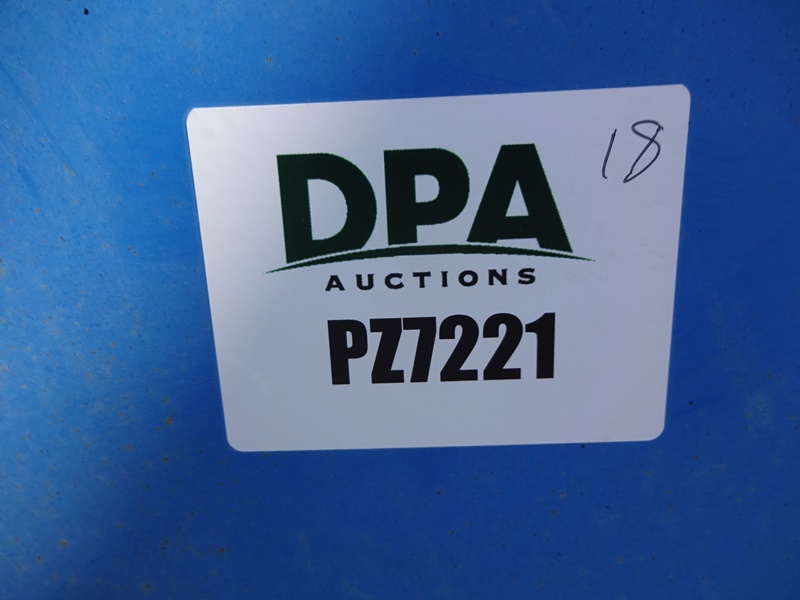 18
DPA
AUCTIONS
PZ7221